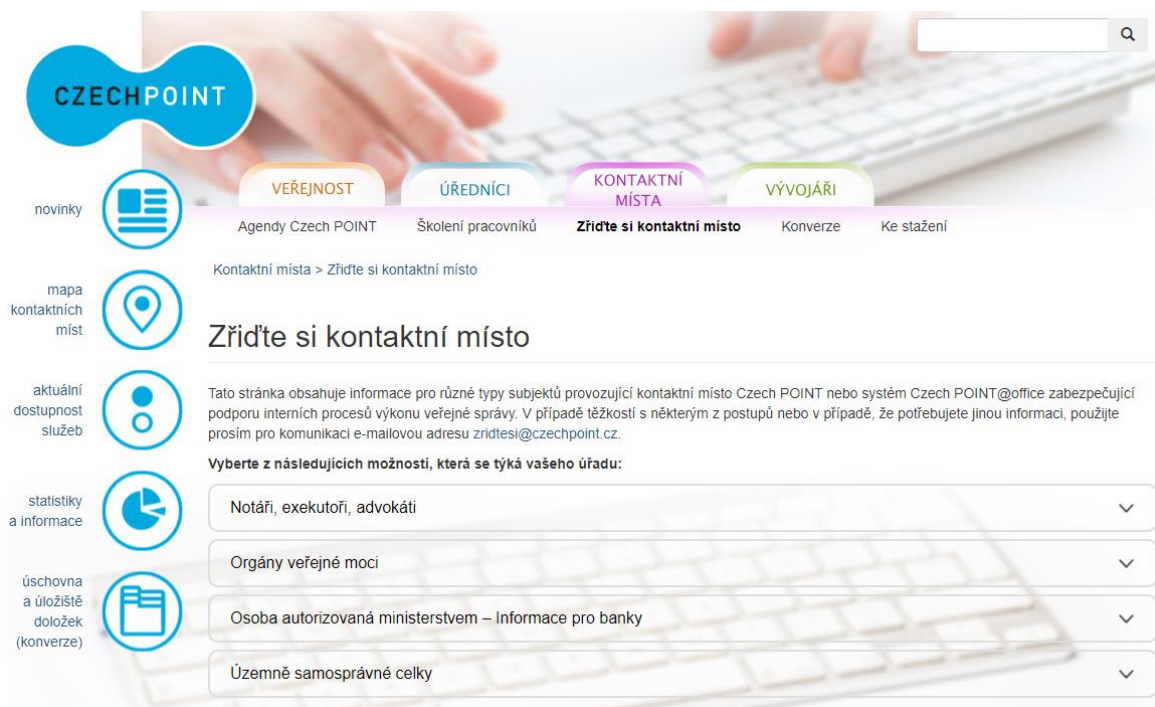 CZECHPOINT
VEŘEJNOST
ÚŘEDNÍCI
KONTAKTNÍ
MÍSTA
VÝVOJÁŘI
Agendy Czech POINT
Školení pracovníků
Zřiďte si kontaktní místo
Konverze
Ke stažení
novinky
mapa
kontaktních
míst
aktuální
dostupnost
služeb
statistiky
a informace
úschovna
a úložiště
doložek
(konverze)
Kontaktní místa > Zřiďte si kontaktní místo
Zřiďte si kontaktní místo
Tato stránka obsahuje informace pro různé typy subjektů provozující kontaktní místo Czech POINT nebo systém Czech POINT@office zabezpečující
podporu interních procesů výkonu veřejné správy. V případě těžkostí s některým z postupů nebo v případě, že potřebujete jinou informaci, použijte
prosím pro komunikaci e-mailovou adresu zridtesi@czechpoint.cz.
Vyberte z následujících možností, která se týká vašeho úřadu:
Notáři, exekutoři, advokáti
Orgány veřejné moci
Osoba autorizovaná ministerstvem – Informace pro banky
Územně samosprávné celky